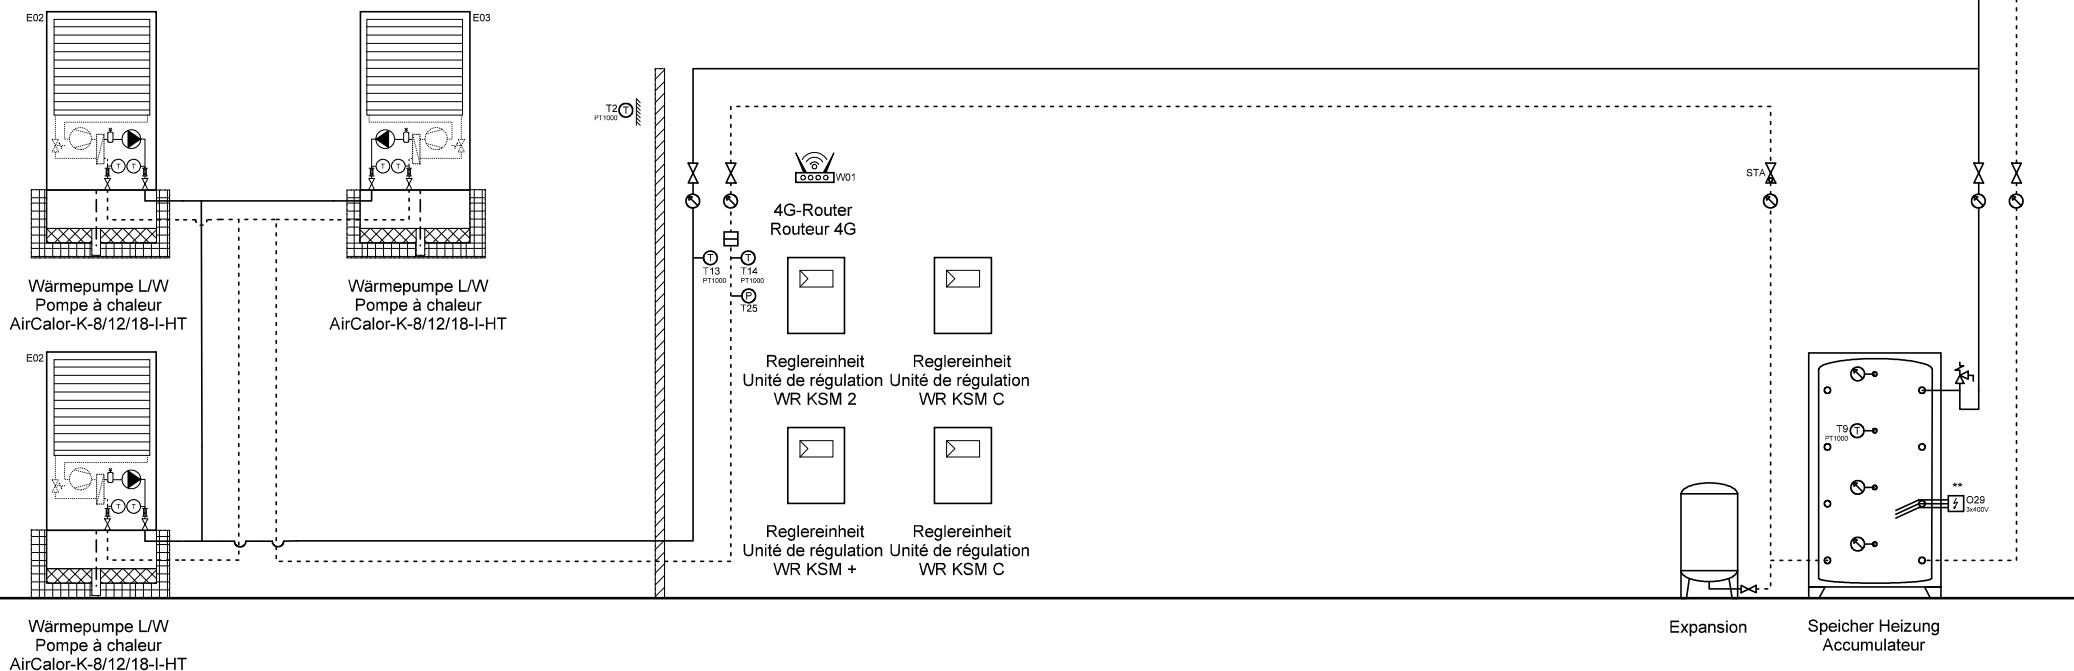 E02
E03
T2
PT1000
T
T
T
T
T
STA
W01
4G-Router
Routeur 4G
T
T13
PT1000
T
T14
PT1000
P
T25
Wärmepumpe L/W
Pompe à chaleur
AirCalor-K-8/12/18-I-HT
Wärmepumpe L/W
Pompe à chaleur
AirCalor-K-8/12/18-I-HT
E02
T
T
Reglereinheit
Unité de régulation
WR KSM 2
Reglereinheit
Unité de régulation
WR KSM C
Reglereinheit
Unité de régulation
WR KSM +
Reglereinheit
Unité de régulation
WR KSM C
T9
PT1000
T
**
O29
3x400V
Expansion
Speicher Heizung
Accumulateur
Wärmepumpe L/W
Pompe à chaleur
AirCalor-K-8/12/18-I-HT